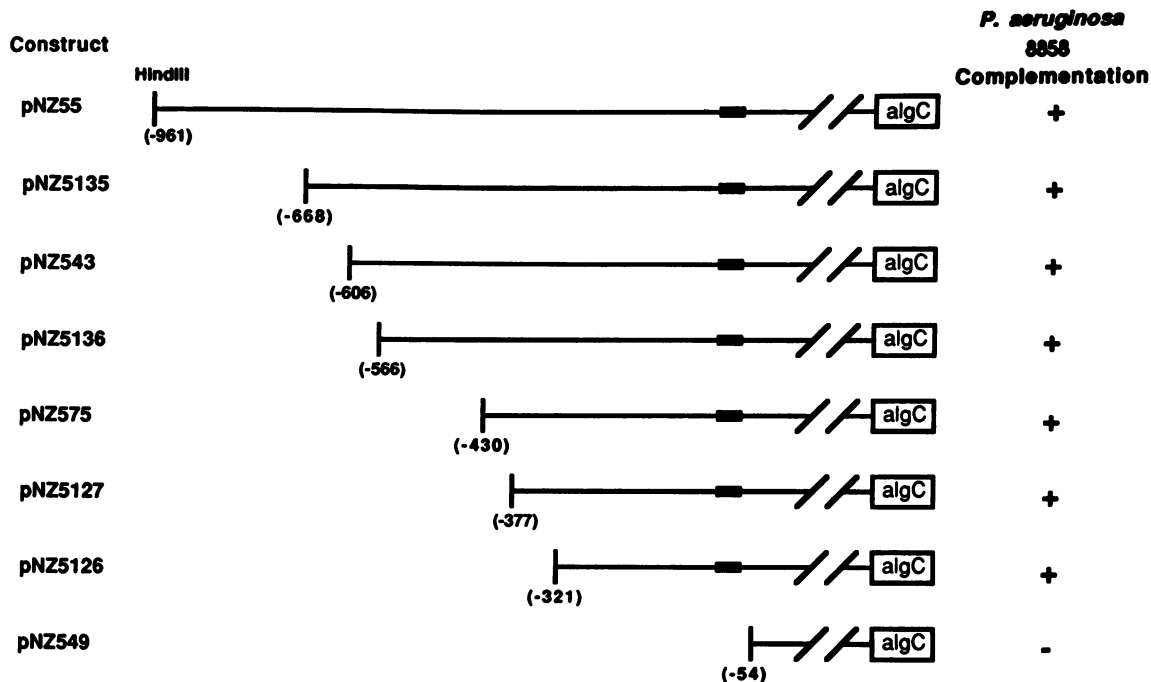 P. aeruginosa
8858
Complementation
Construct
HindIII
pNZ55
(-961)
algC
+
pNZ5135
(-668)
algC
+
pNZ543
(-606)
algC
+
pNZ5136
(-566)
algC
+
pNZ575
(-430)
algC
+
pNZ5127
(-377)
algC
+
pNZ5126
(-321)
algC
+
pNZ549
(-54)
algC
-